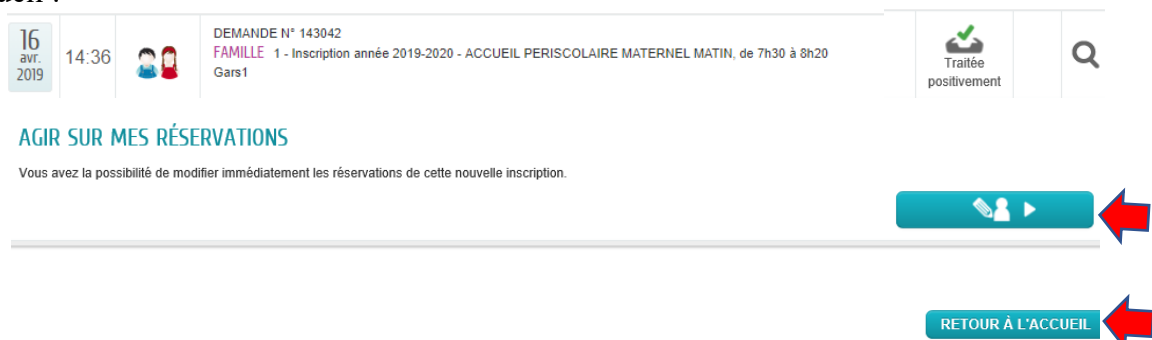 16
avr.
2019
14:36
DEMANDE N° 143042
FAMILLE 1 - Inscription année 2019-2020 - ACCUEIL PERISCOLAIRE MATERNEL MATIN, de 7h30 à 8h20
Gars1
Traitée
positivement
AGIR SUR MES RÉSERVATIONS
Vous avez la possibilité de modifier immédiatement les réservations de cette nouvelle inscription.
RETOUR À L'ACCUEIL